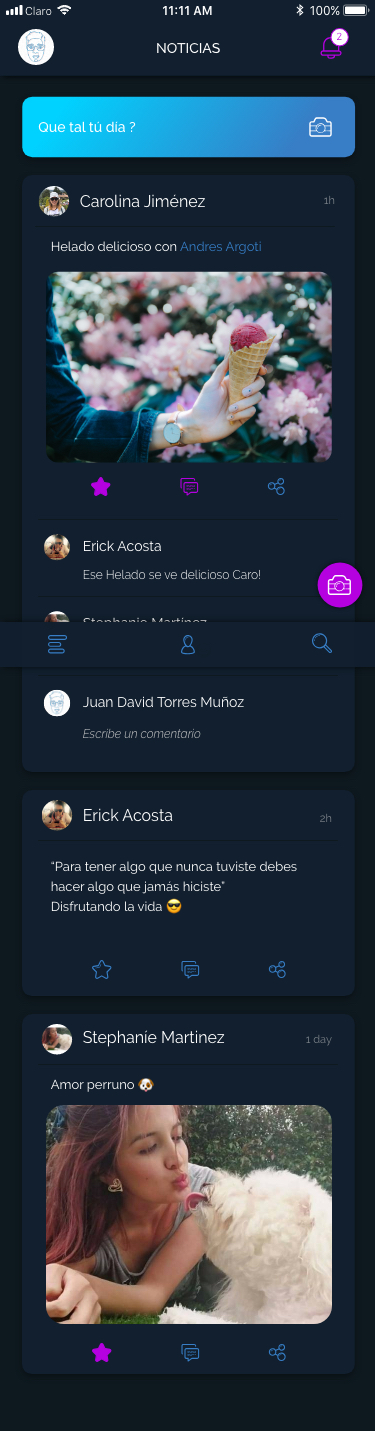 Claro 11:11 AM 100%
NOTICIAS
2
Que tal tú día ?
Carolina Jiménez 1h
Helado delicioso con Andres Argoti
Erick Acosta
Ese Helado se ve delicioso Caro!
Stephanie Martinez
Juan David Torres Muñoz
Escribe un comentario
Erick Acosta 2h
“Para tener algo que nunca tuviste debes
hacer algo que jamás hiciste”
Disfrutando la vida 😎
Stephaníe Martinez 1 day
Amor perruno 🐶